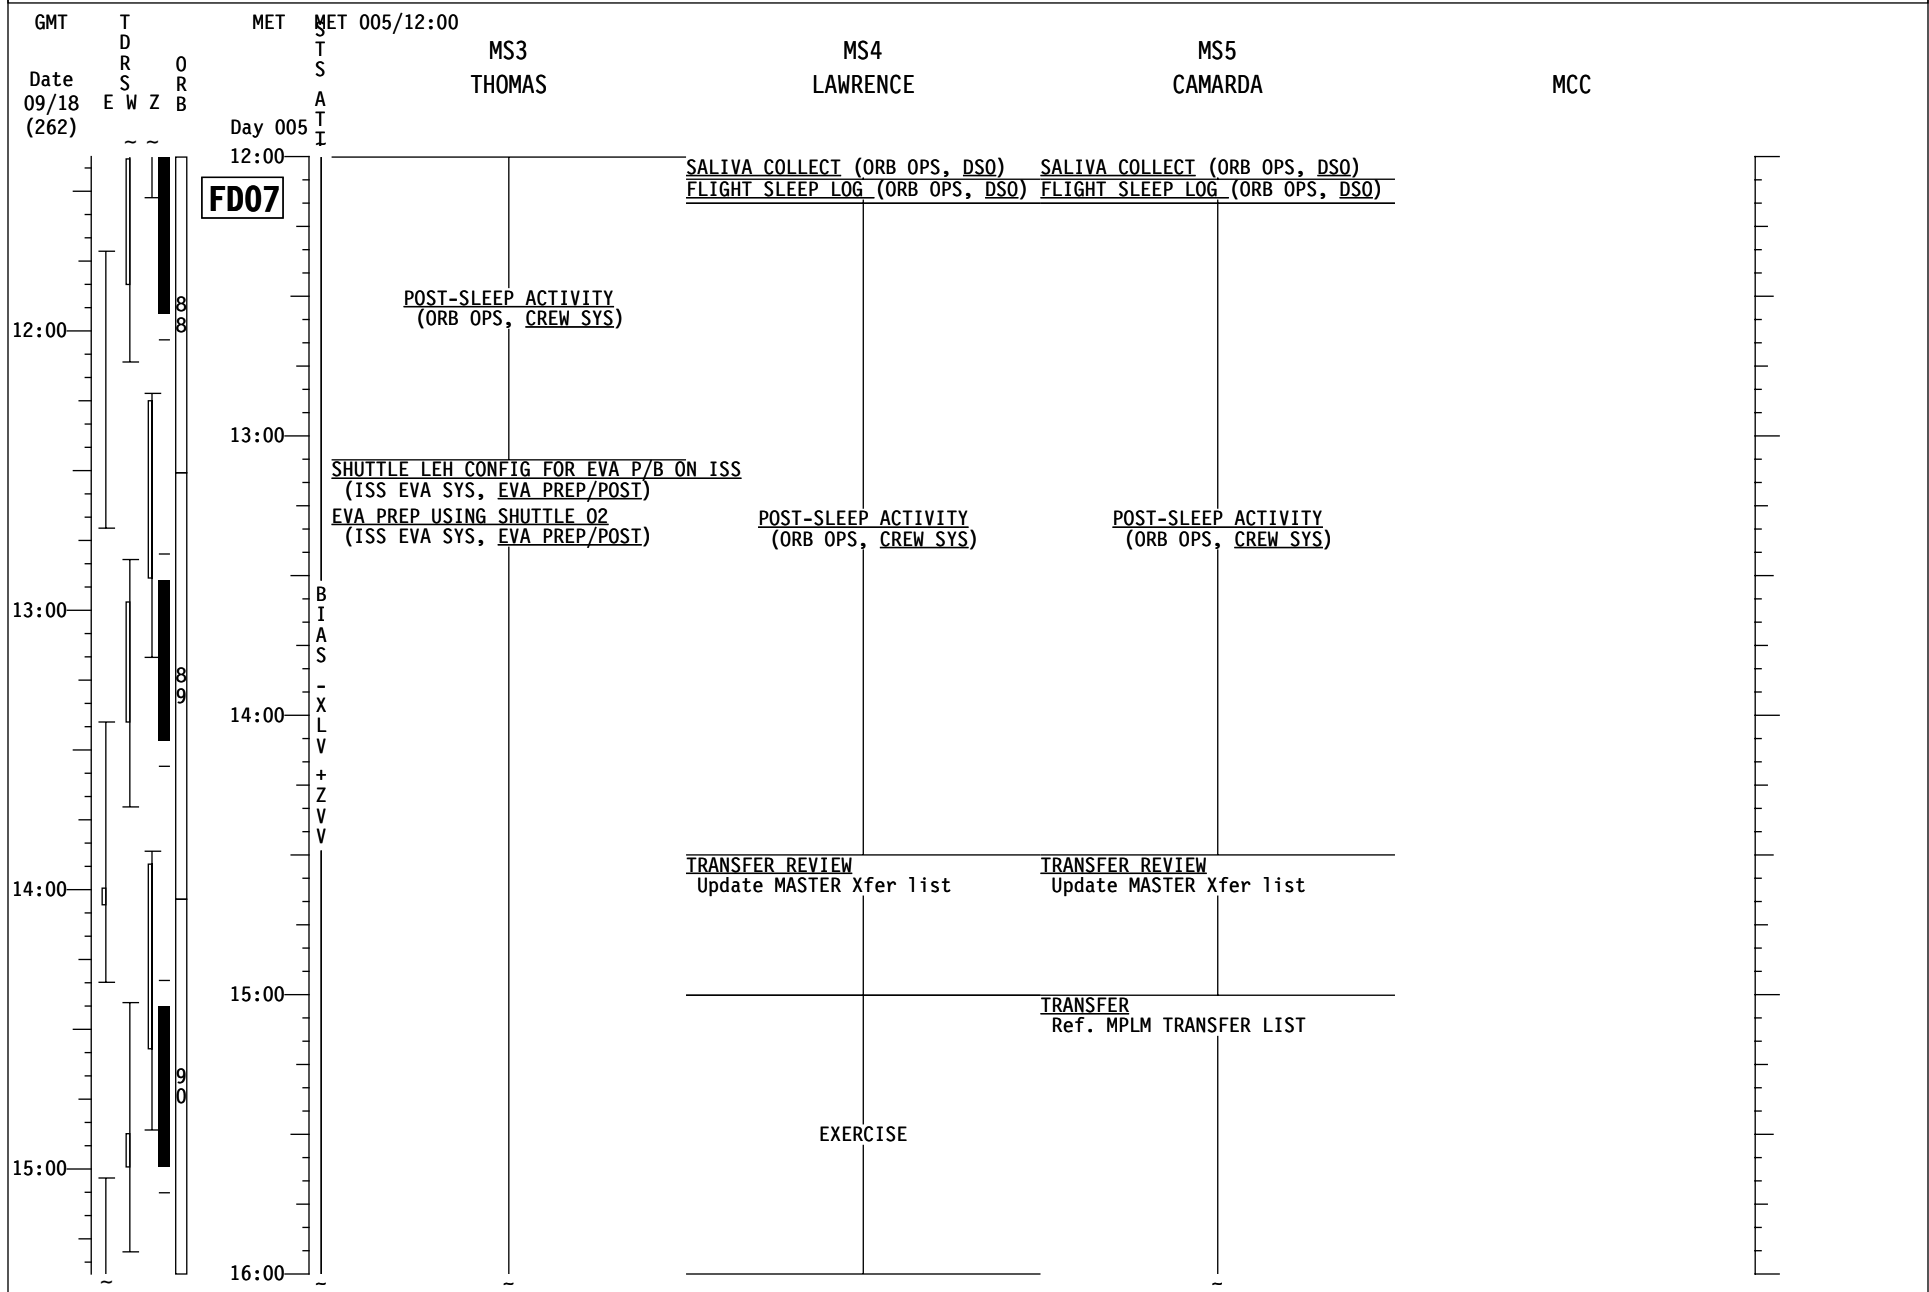 GMT
TDRS
MET
MET 005/12:00
STS ATT
MS3
MS4
MS5
ORB
Date
THOMAS
LAWRENCE
CAMARDA
MCC
09/18
E W Z
(262)
Day 005
~ ~
12:00
FD07
SALIVA COLLECT (ORB OPS, DSO)
SALIVA COLLECT (ORB OPS, DSO)
FLIGHT SLEEP LOG (ORB OPS, DSO)
FLIGHT SLEEP LOG (ORB OPS, DSO)
POST-SLEEP ACTIVITY
(ORB OPS, CREW SYS)
88
12:00
13:00
SHUTTLE LEH CONFIG FOR EVA P/B ON ISS
(ISS EVA SYS, EVA PREP/POST)
EVA PREP USING SHUTTLE O2
(ISS EVA SYS, EVA PREP/POST)
POST-SLEEP ACTIVITY
(ORB OPS, CREW SYS)
POST-SLEEP ACTIVITY
(ORB OPS, CREW SYS)
13:00
BIAS -XLV +ZVV
89
14:00
TRANSFER REVIEW
Update MASTER Xfer list
TRANSFER REVIEW
Update MASTER Xfer list
14:00
15:00
TRANSFER
Ref. MPLM TRANSFER LIST
90
EXERCISE
15:00
16:00
~ ~ ~ ~